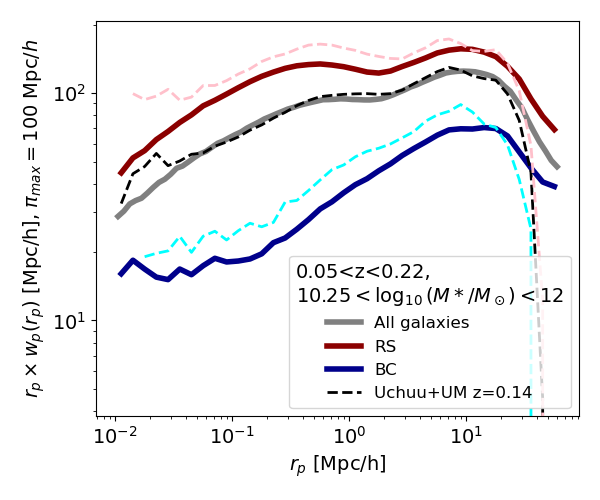 10²
10¹
r_p × w_p(r_p) [Mpc/h], π_max = 100 Mpc/h
0.05<z<0.22,
10.25 < log₁₀(M*/M_⊙) < 12
All galaxies
RS
BC
Uchuu+UM z=0.14
10⁻² 10⁻¹ 10⁰ 10¹
r_p [Mpc/h]